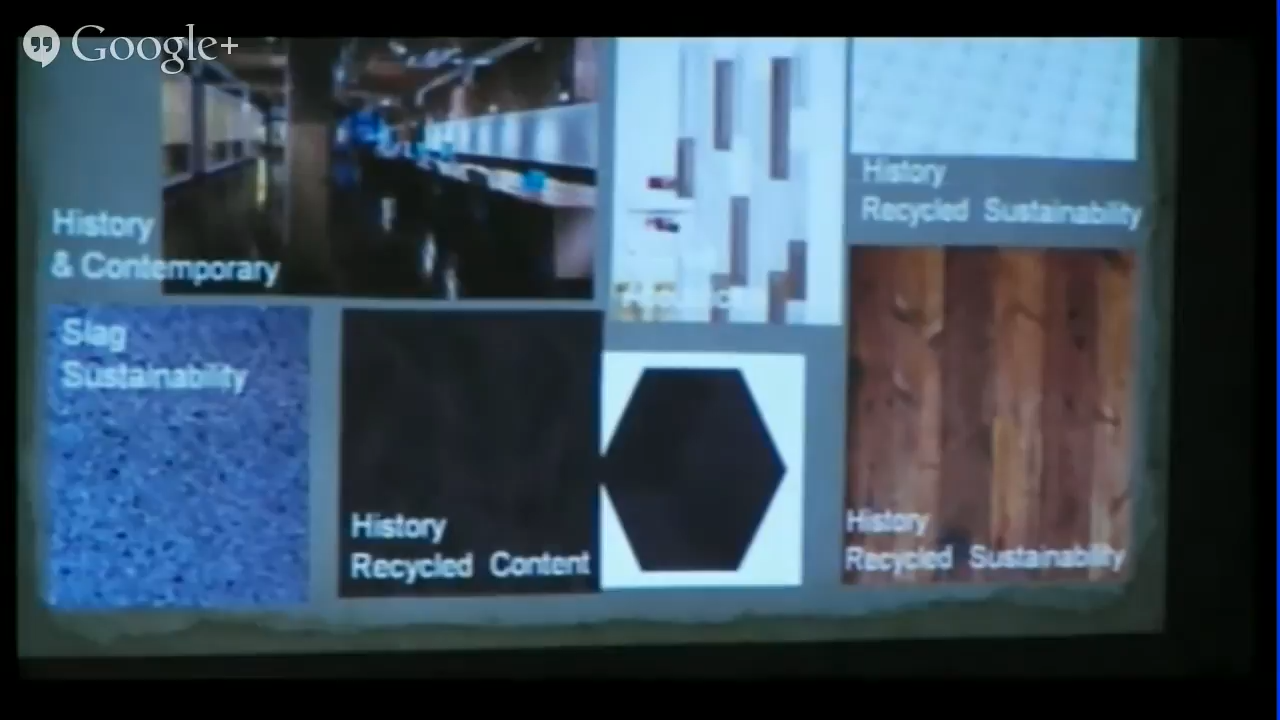 Google+
History
Recycled Sustainability
History
& Contemporary
Slag
Sustainability
History
Recycled Content
History
Recycled Sustainability